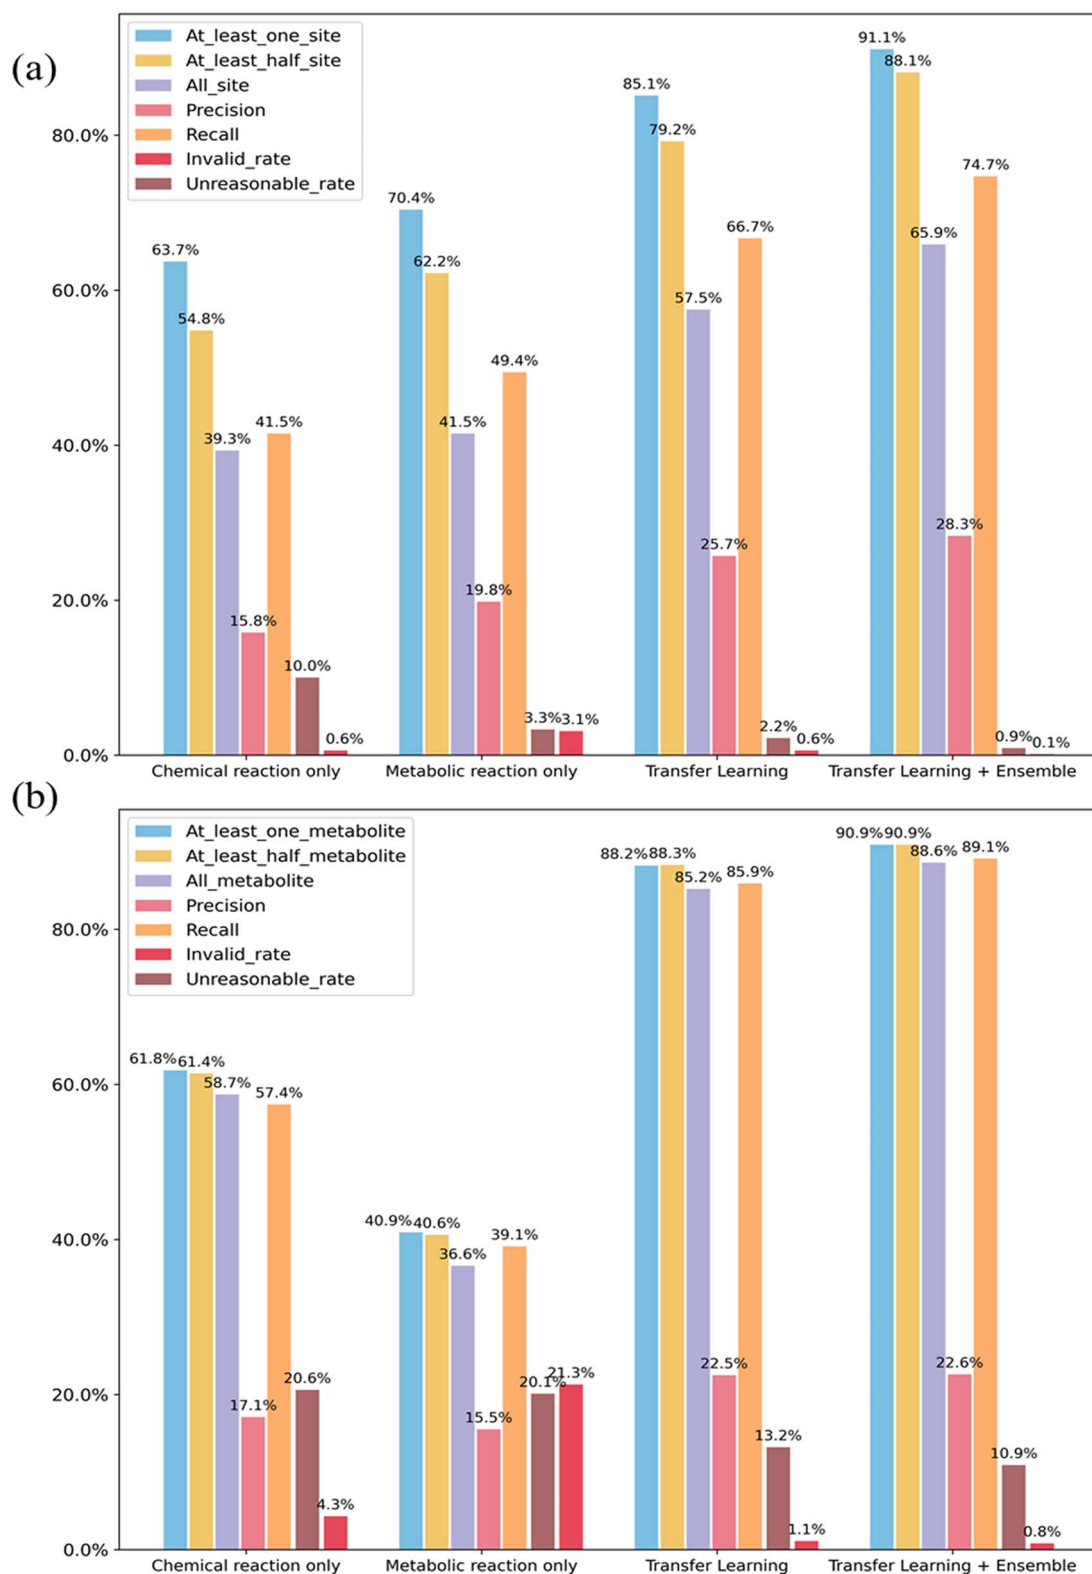 (a)
At_least_one_site
At_least_half_site
All_site
Precision
Recall
Invalid_rate
Unreasonable_rate
80.0%
60.0%
40.0%
20.0%
0.0%
63.7%
54.8%
39.3%
15.8%
41.5%
10.0%
0.6%
70.4%
62.2%
41.5%
19.8%
49.4%
3.3%
3.1%
85.1%
79.2%
57.5%
25.7%
66.7%
2.2%
0.6%
91.1%
88.1%
65.9%
28.3%
74.7%
0.9%
0.1%
Chemical reaction only
Metabolic reaction only
Transfer Learning
Transfer Learning + Ensemble
(b)
At_least_one_metabolite
At_least_half_metabolite
All_metabolite
Precision
Recall
Invalid_rate
Unreasonable_rate
80.0%
60.0%
40.0%
20.0%
0.0%
61.8%
61.4%
58.7%
17.1%
57.4%
20.6%
4.3%
40.9%
40.6%
36.6%
15.5%
39.1%
20.1%
21.3%
88.2%
88.3%
85.2%
22.5%
85.9%
13.2%
1.1%
90.9%
90.9%
88.6%
22.6%
89.1%
10.9%
0.8%
Chemical reaction only
Metabolic reaction only
Transfer Learning
Transfer Learning + Ensemble